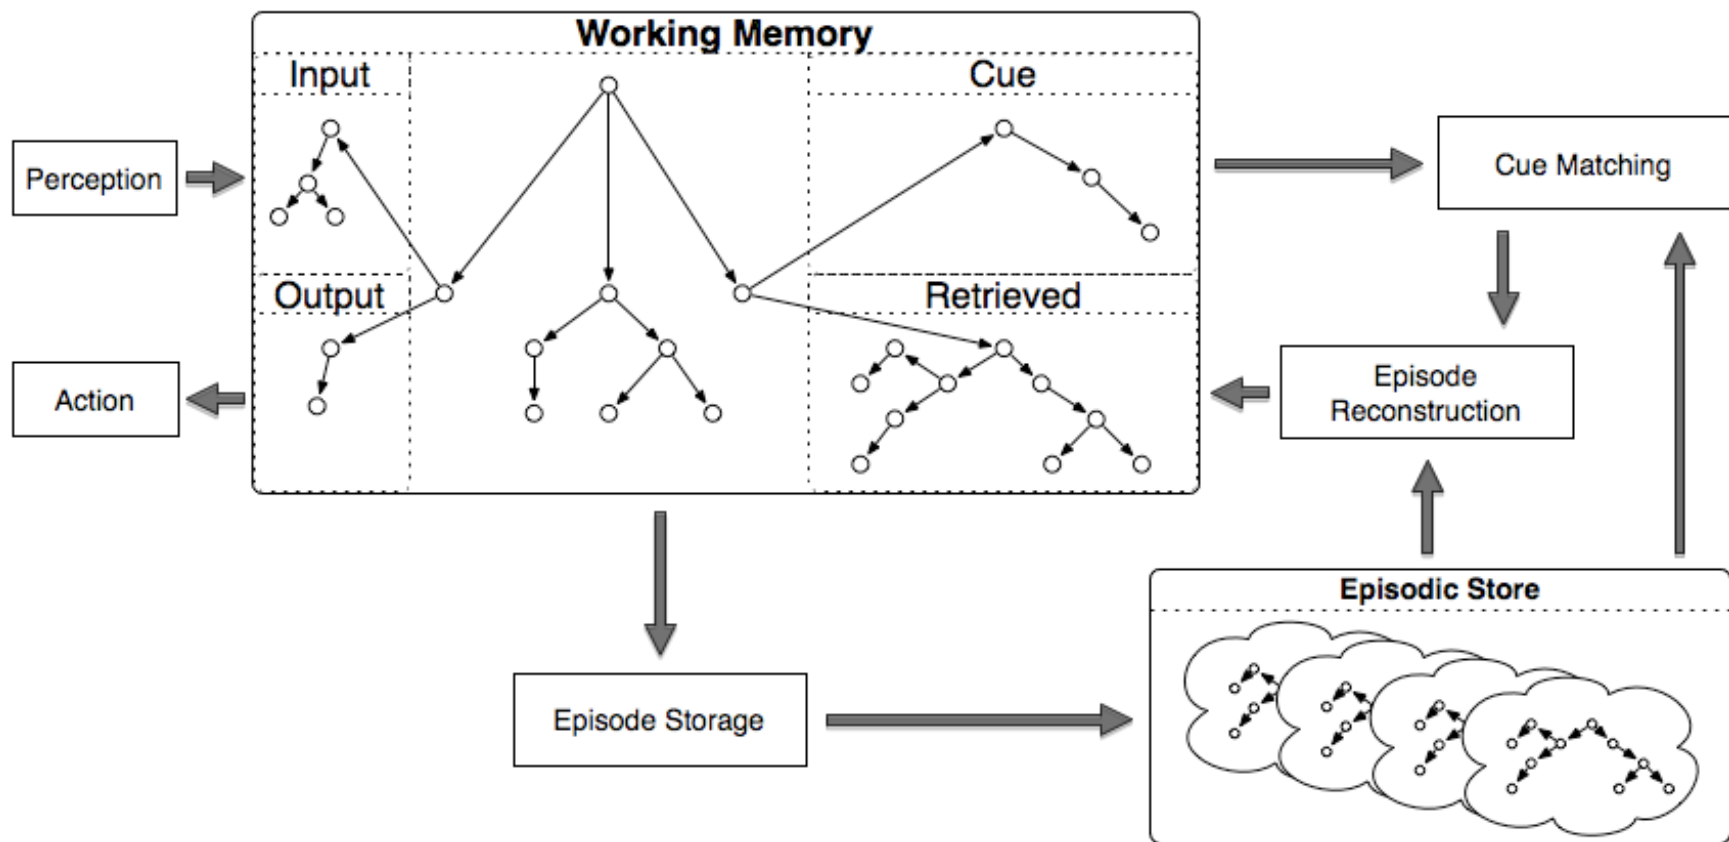 Working Memory
Input
Cue
Perception
Cue Matching
Output
Retrieved
Action
Episode
Reconstruction
Episodic Store
Episode Storage